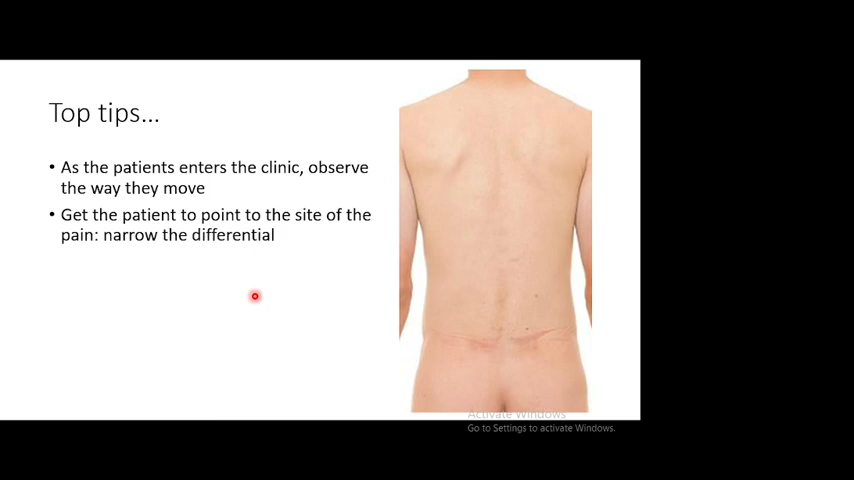 Top tips...
• As the patients enters the clinic, observe
the way they move
• Get the patient to point to the site of the
pain: narrow the differential
Activate Windows
Go to Settings to activate Windows.